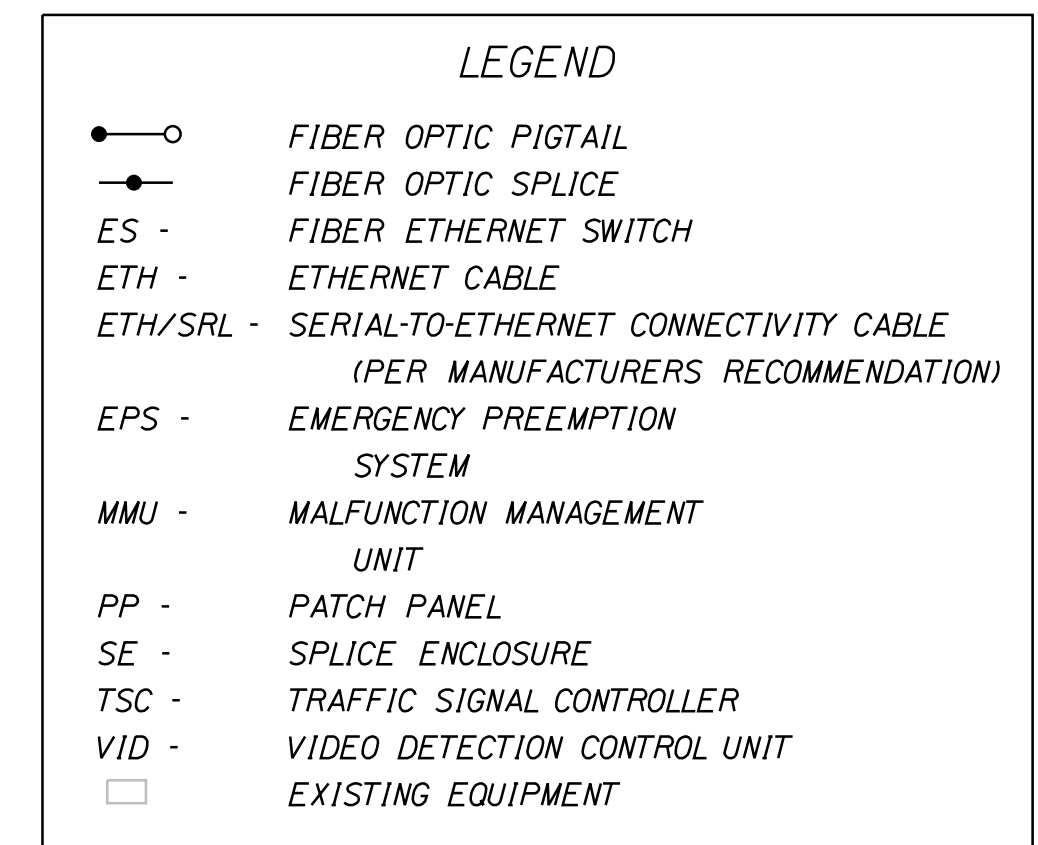 LEGEND
FIBER OPTIC PIGTAIL
FIBER OPTIC SPLICE
ES - FIBER ETHERNET SWITCH
ETH - ETHERNET CABLE
ETH/SRL - SERIAL-TO-ETHERNET CONNECTIVITY CABLE
(PER MANUFACTURERS RECOMMENDATION)
EPS - EMERGENCY PREEMPTION
SYSTEM
MMU - MALFUNCTION MANAGEMENT
UNIT
PP - PATCH PANEL
SE - SPLICE ENCLOSURE
TSC - TRAFFIC SIGNAL CONTROLLER
VID - VIDEO DETECTION CONTROL UNIT
EXISTING EQUIPMENT